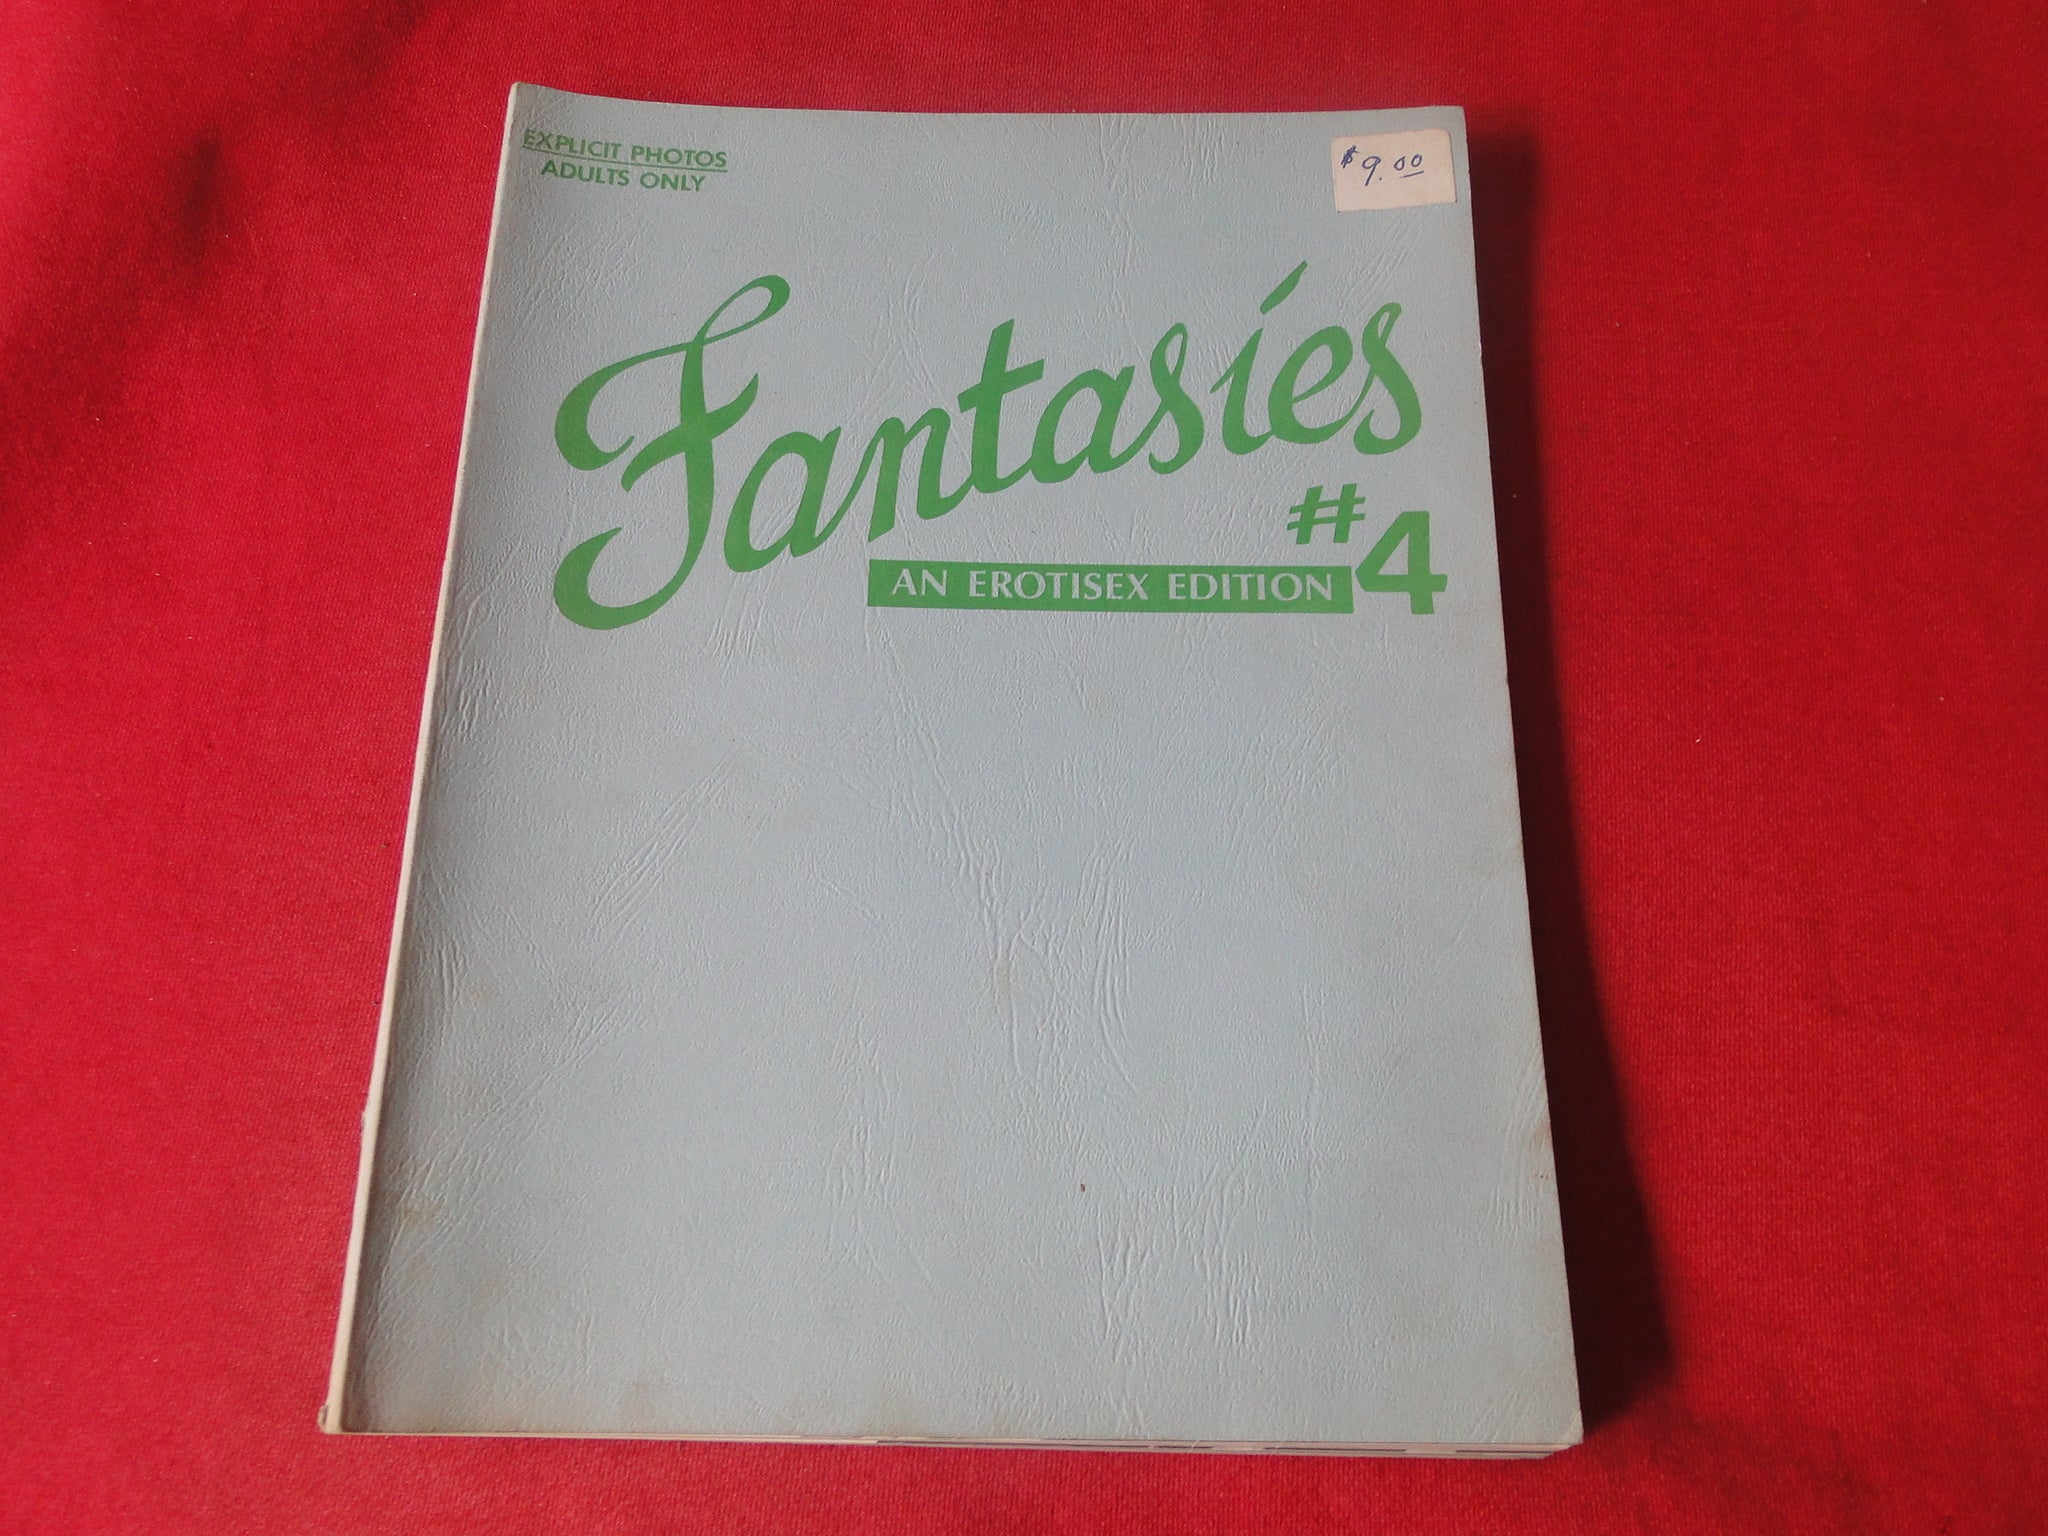 EXPLICIT PHOTOS
ADULTS ONLY
$9.00
Fantasies
#4
AN EROTISEX EDITION